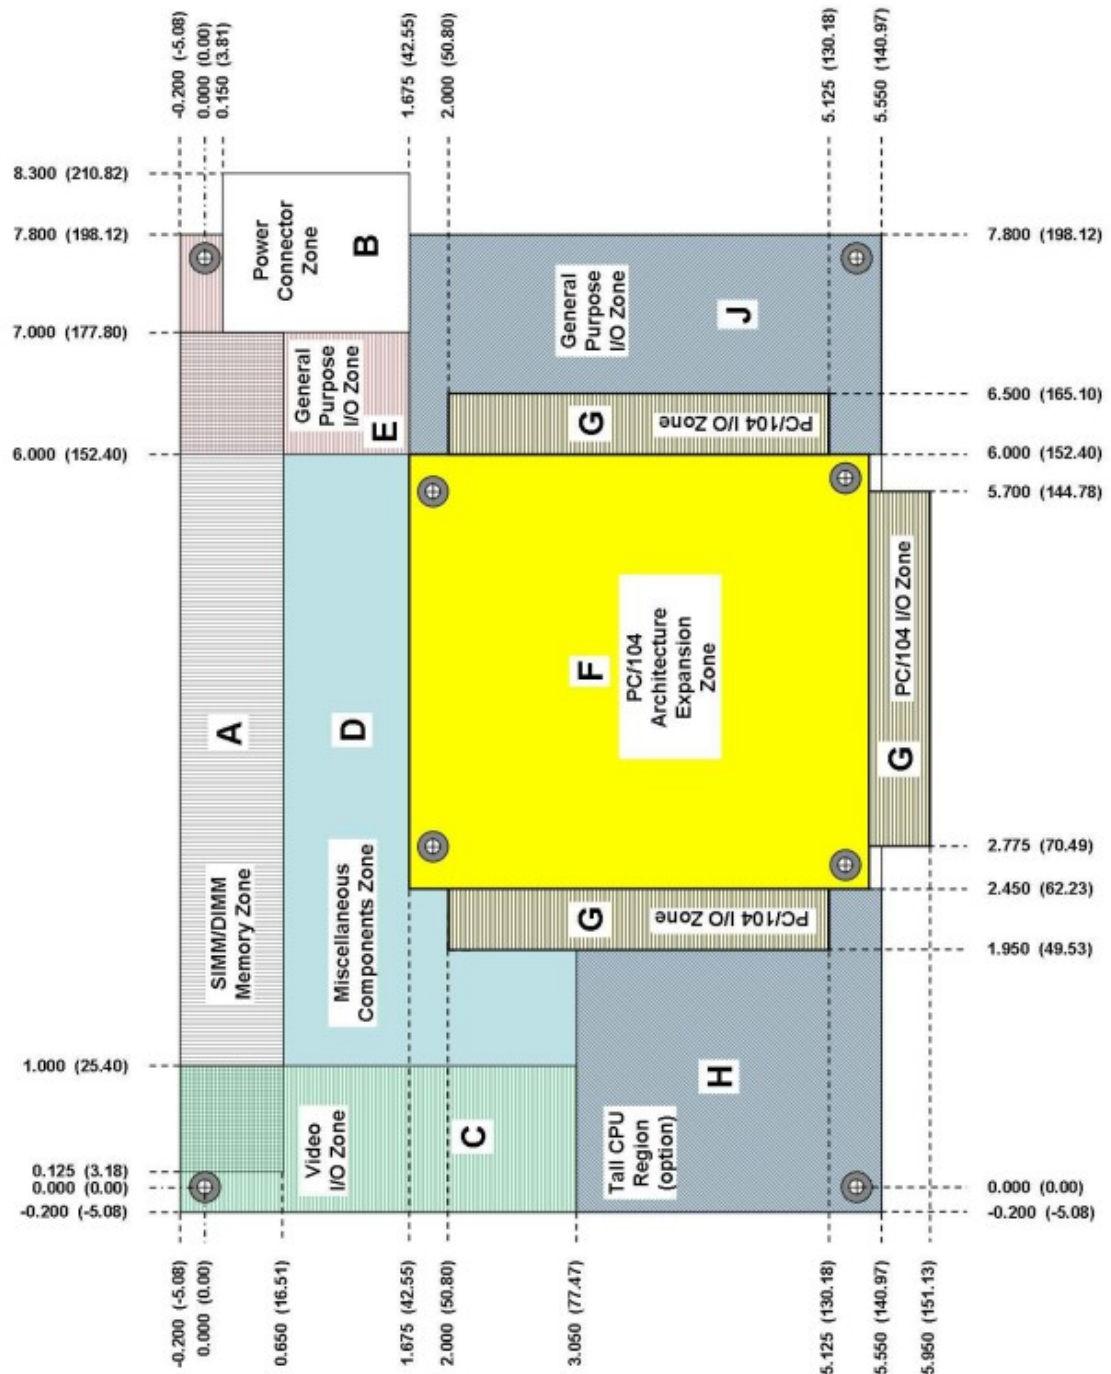 -0.200 (-5.08)
0.000 (0.00)
0.150 (3.81)
1.675 (42.55)
2.000 (50.80)
5.125 (130.18)
5.550 (140.97)
8.300 (210.82)
7.800 (198.12)
7.000 (177.80)
6.000 (152.40)
1.000 (25.40)
0.125 (3.18)
0.000 (0.00)
-0.200 (-5.08)
Power
Connector
Zone
B
General
Purpose
I/O Zone
E
General
Purpose
I/O Zone
J
G
PC/104 I/O Zone
A
SIMM/DIMM
Memory Zone
D
Miscellaneous
Components Zone
F
PC/104
Architecture
Expansion
Zone
PC/104 I/O Zone
G
G
PC/104 I/O Zone
Video
I/O Zone
C
Tall CPU
Region
(option)
H
7.800 (198.12)
6.500 (165.10)
6.000 (152.40)
5.700 (144.78)
2.775 (70.49)
2.450 (62.23)
1.950 (49.53)
0.000 (0.00)
-0.200 (-5.08)
-0.200 (-5.08)
0.000 (0.00)
0.650 (16.51)
1.675 (42.55)
2.000 (50.80)
3.050 (77.47)
5.125 (130.18)
5.550 (140.97)
5.950 (151.13)